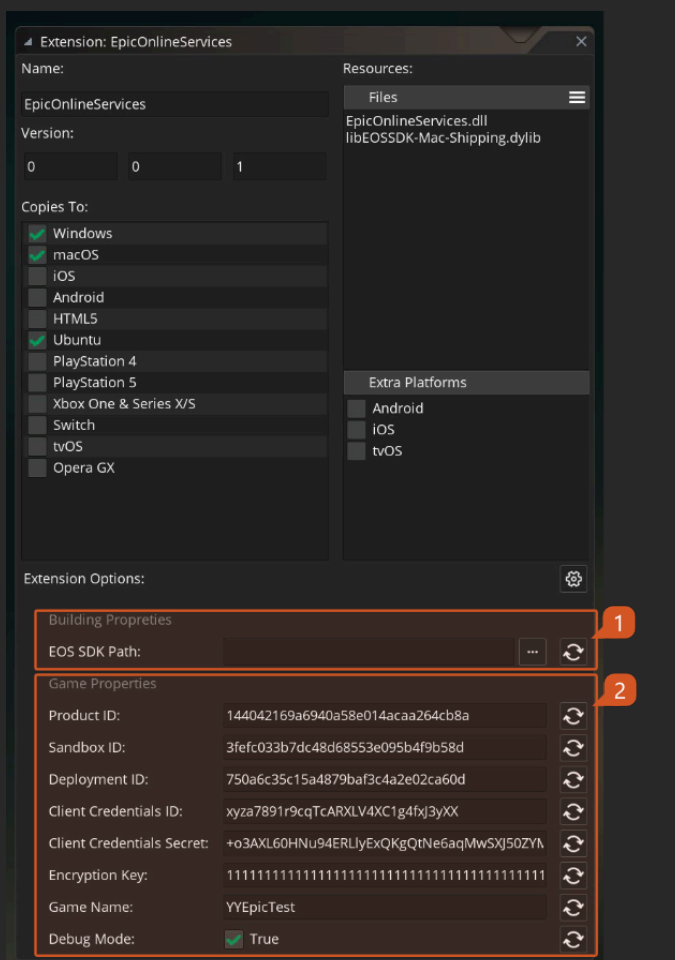 Extension: EpicOnlineServices
Name:
EpicOnlineServices
Version:
0 0 1
Copies To:
Windows
macOS
iOS
Android
HTML5
Ubuntu
PlayStation 4
PlayStation 5
Xbox One & Series X/S
Switch
tvOS
Opera GX
Resources:
Files
EpicOnlineServices.dll
libEOSSDK-Mac-Shipping.dylib
Extra Platforms
Android
iOS
tvOS
Extension Options:
Building Propreties
1
EOS SDK Path: ...
Game Properties
2
Product ID: 144042169a6940a58e014acaa264cb8a
Sandbox ID: 3fefc033b7dc48d68553e095b4f9b58d
Deployment ID: 750a6c35c15a4879baf3c4a2e02ca60d
Client Credentials ID: xyza7891r9cqTcARXLV4XC1g4fxJ3yXX
Client Credentials Secret: +o3AXL60HNu94ERLlyExQKgQtNe6aqMwSXJ50ZYM
Encryption Key: 1111111111111111111111111111111111111111
Game Name: YYEpicTest
Debug Mode: True